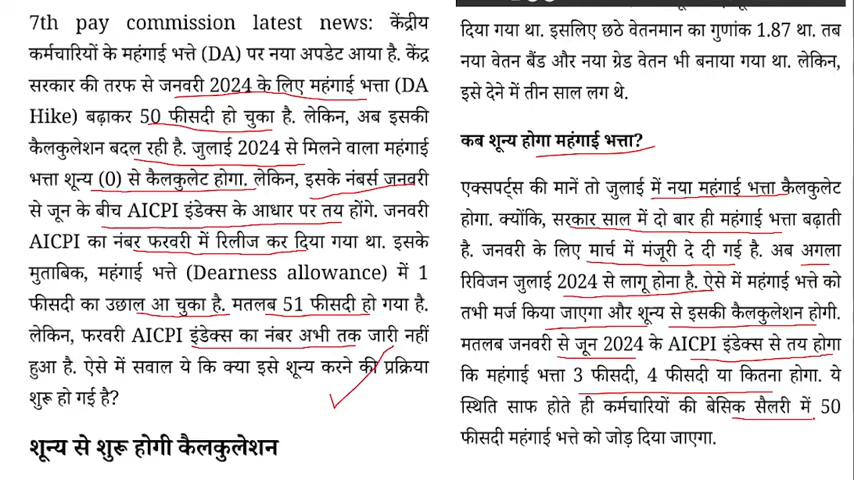 7th pay commission latest news: केंद्रीय
कर्मचारियों के महंगाई भत्ते (DA) पर नया अपडेट आया है. केंद्र
सरकार की तरफ से जनवरी 2024 के लिए महंगाई भत्ता (DA
Hike) बढ़ाकर 50 फीसदी हो चुका है. लेकिन, अब इसकी
कैलकुलेशन बदल रही है. जुलाई 2024 से मिलने वाला महंगाई
भत्ता शून्य (0) से कैलकुलेट होगा. लेकिन, इसके नंबर्स जनवरी
से जून के बीच AICPI इंडेक्स के आधार पर तय होंगे. जनवरी
AICPI का नंबर फरवरी में रिलीज कर दिया गया था. इसके
मुताबिक, महंगाई भत्ते (Dearness allowance) में 1
फीसदी का उछाल आ चुका है. मतलब 51 फीसदी हो गया है.
लेकिन, फरवरी AICPI इंडेक्स का नंबर अभी तक जारी नहीं
हुआ है. ऐसे में सवाल ये कि क्या इसे शून्य करने की प्रक्रिया
शुरू हो गई है?
शून्य से शुरू होगी कैलकुलेशन
दिया गया था. इसलिए छठे वेतनमान का गुणांक 1.87 था. तब
नया वेतन बैंड और नया ग्रेड वेतन भी बनाया गया था. लेकिन,
इसे देने में तीन साल लग थे.
कब शून्य होगा महंगाई भत्ता?
एक्सपर्ट्स की मानें तो जुलाई में नया महंगाई भत्ता कैलकुलेट
होगा. क्योंकि, सरकार साल में दो बार ही महंगाई भत्ता बढ़ाती
है. जनवरी के लिए मार्च में मंजूरी दे दी गई है. अब अगला
रिविजन जुलाई 2024 से लागू होना है. ऐसे में महंगाई भत्ते को
तभी मर्ज किया जाएगा और शून्य से इसकी कैलकुलेशन होगी.
मतलब जनवरी से जून 2024 के AICPI इंडेक्स से तय होगा
कि महंगाई भत्ता 3 फीसदी, 4 फीसदी या कितना होगा. ये
स्थिति साफ होते ही कर्मचारियों की बेसिक सैलरी में 50
फीसदी महंगाई भत्ते को जोड़ दिया जाएगा.